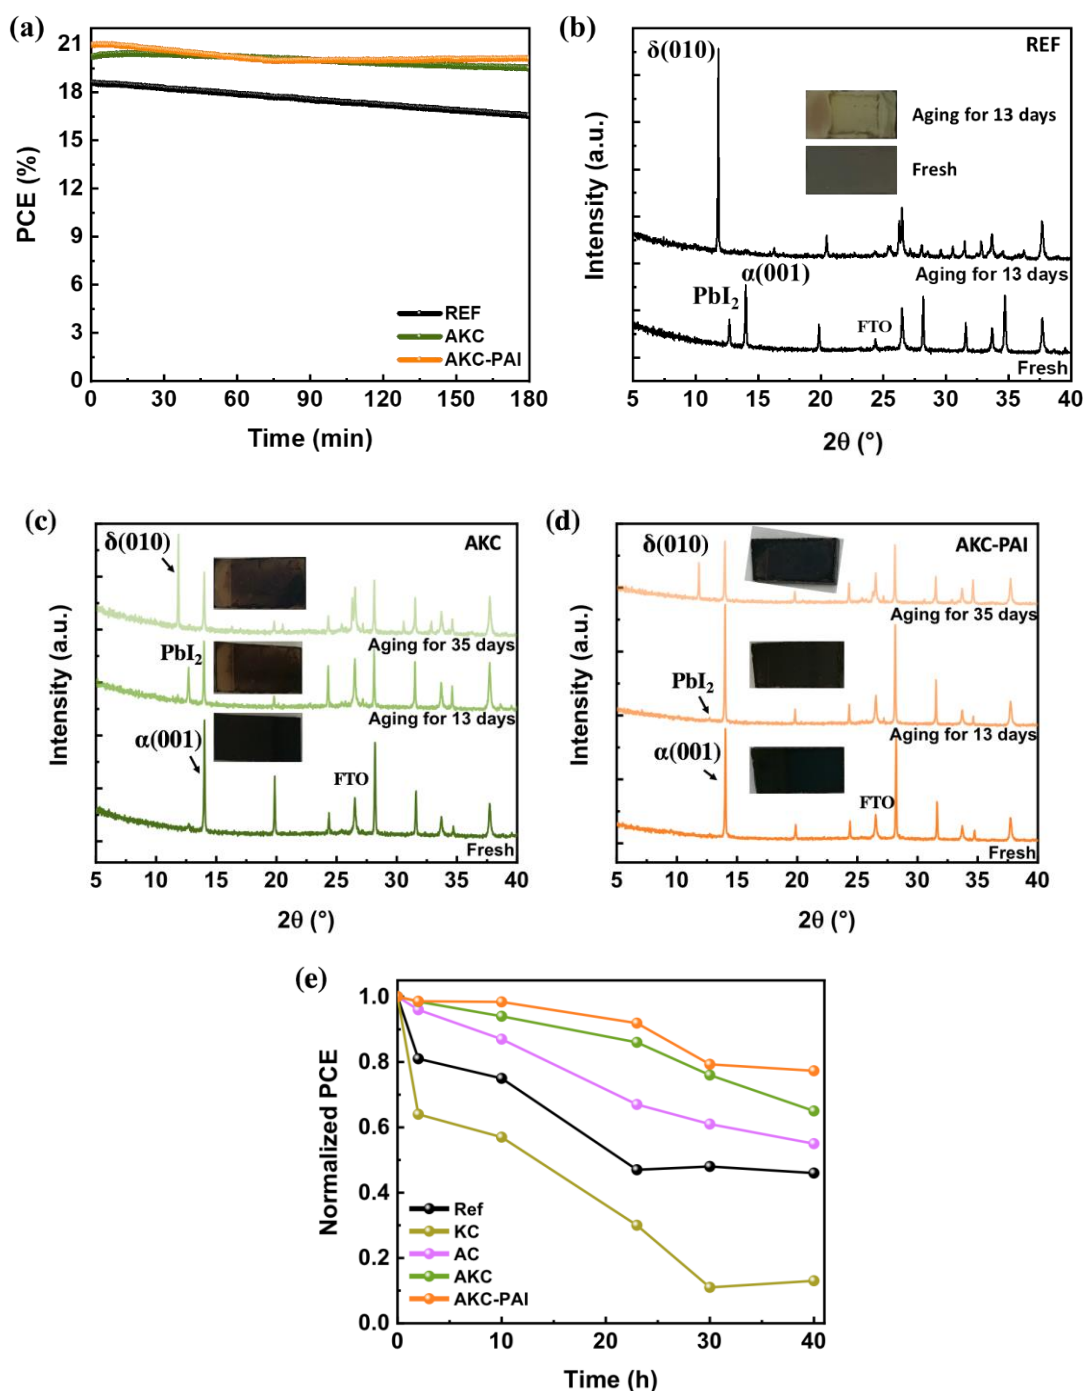 (a)
21
18
15
12
9
6
3
0
PCE (%)
REF
AKC
AKC-PAI
0 30 60 90 120 150 180
Time (min)
(b)
REF
δ(010)
Aging for 13 days
Fresh
Intensity (a.u.)
α(001)
Aging for 13 days
PbI₂
FTO
Fresh
5 10 15 20 25 30 35 40
2θ (°)
(c)
δ(010)
AKC
Intensity (a.u.)
Aging for 35 days
PbI₂
Aging for 13 days
α(001)
FTO
Fresh
5 10 15 20 25 30 35 40
2θ (°)
(d)
δ(010)
AKC-PAI
Intensity (a.u.)
Aging for 35 days
PbI₂
Aging for 13 days
α(001)
FTO
Fresh
5 10 15 20 25 30 35 40
2θ (°)
(e)
1.0
0.8
0.6
0.4
0.2
0.0
Normalized PCE
Ref
KC
AC
AKC
AKC-PAI
0 10 20 30 40
Time (h)